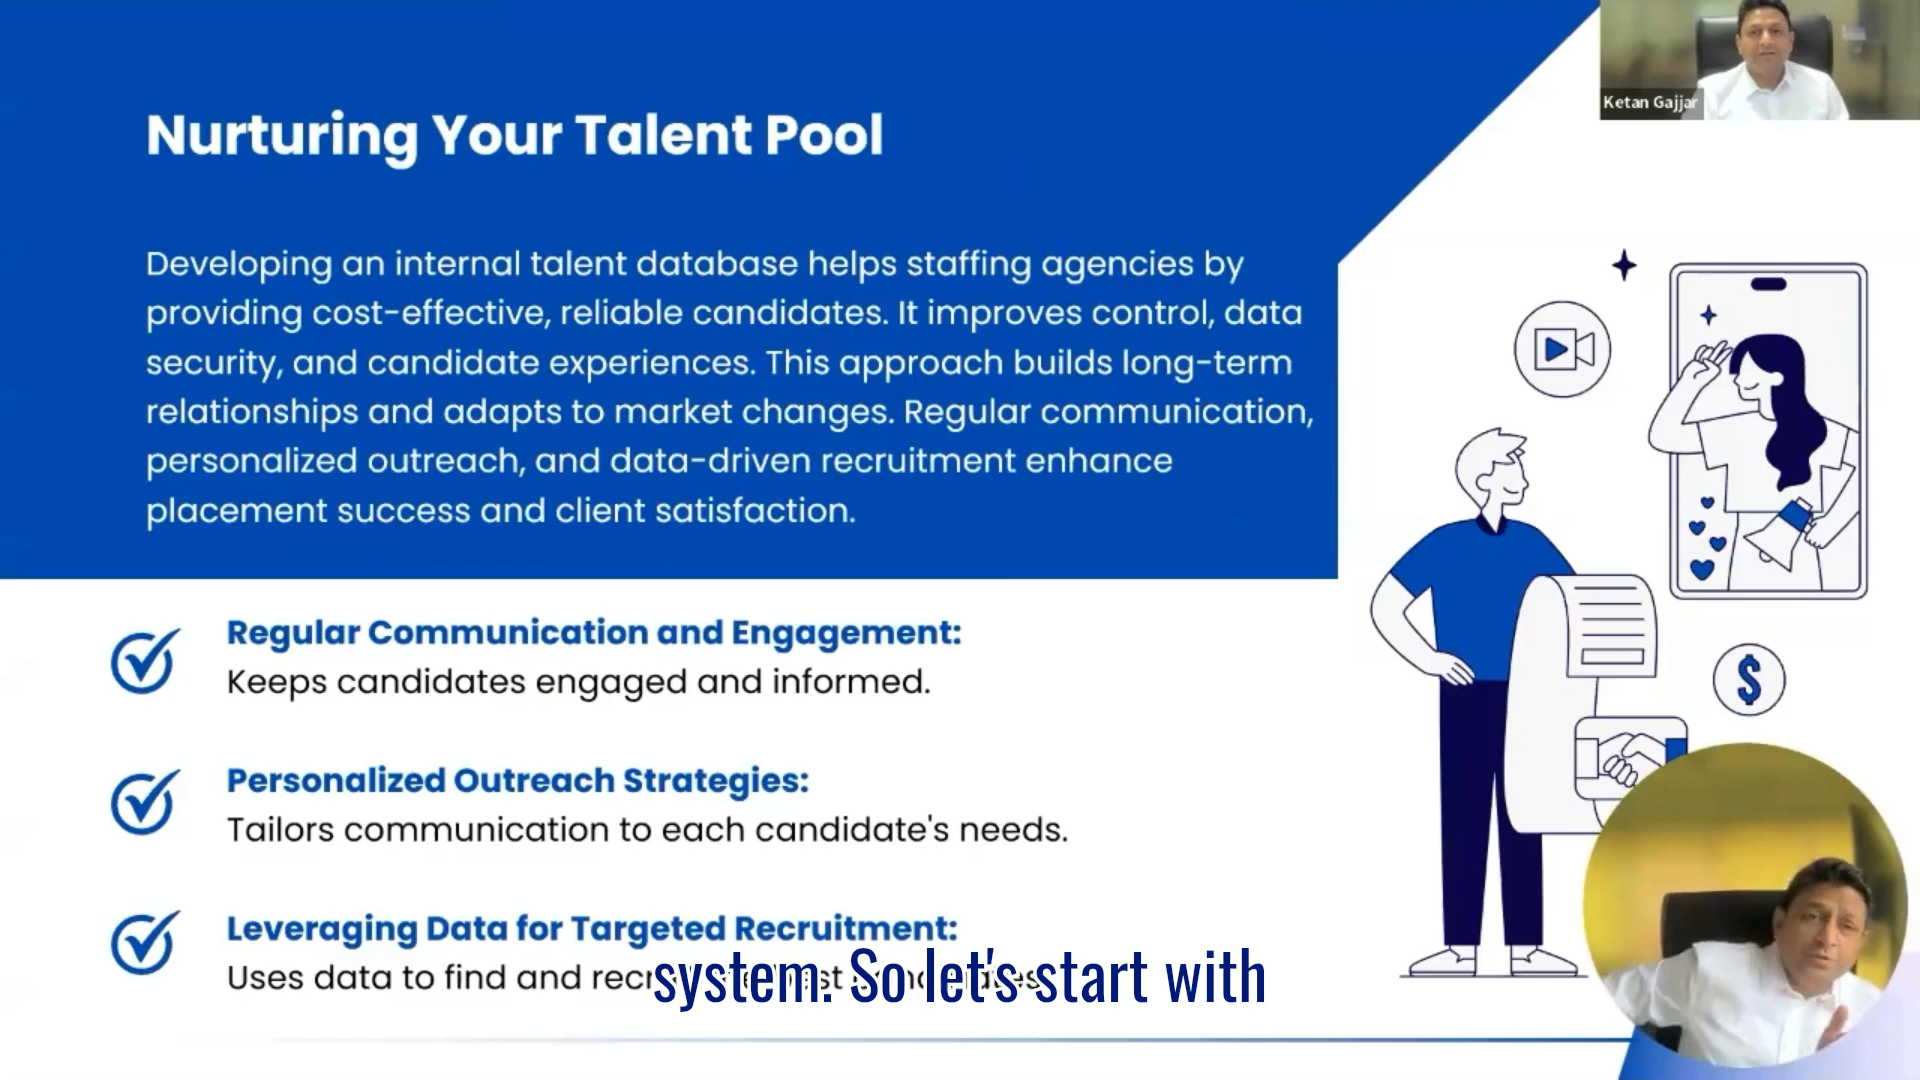 Ketan Gajjar
Nurturing Your Talent Pool
Developing an internal talent database helps staffing agencies by
providing cost-effective, reliable candidates. It improves control, data
security, and candidate experiences. This approach builds long-term
relationships and adapts to market changes. Regular communication,
personalized outreach, and data-driven recruitment enhance
placement success and client satisfaction.
Regular Communication and Engagement:
Keeps candidates engaged and informed.
Personalized Outreach Strategies:
Tailors communication to each candidate's needs.
Leveraging Data for Targeted Recruitment:
Uses data to find and
system. So let's start with